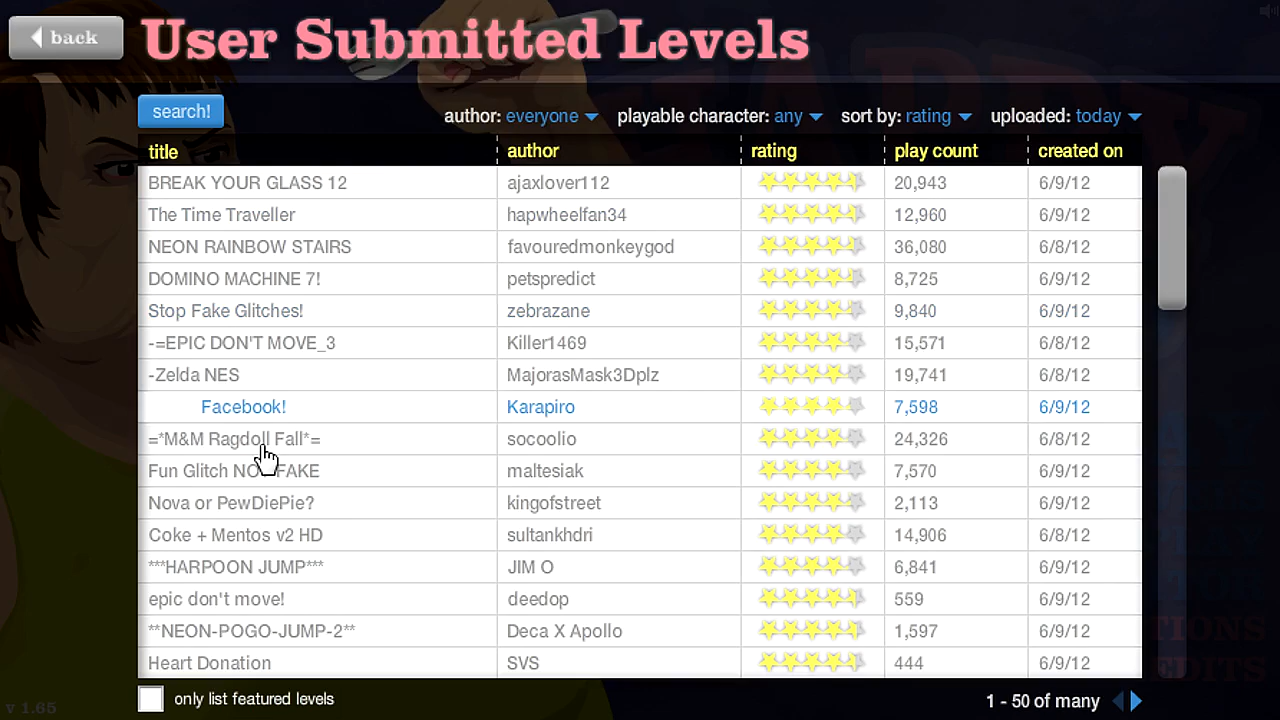 back
User Submitted Levels
search!
author: everyone playable character: any sort by: rating uploaded: today
title author rating play count created on
BREAK YOUR GLASS 12 ajaxlover112 20,943 6/9/12
The Time Traveller hapwheelfan34 12,960 6/9/12
NEON RAINBOW STAIRS favouredmonkeygod 36,080 6/8/12
DOMINO MACHINE 7! petspredict 8,725 6/9/12
Stop Fake Glitches! zebrazane 9,840 6/9/12
-=EPIC DON'T MOVE_3 Killer1469 15,571 6/8/12
-Zelda NES MajorasMask3Dplz 19,741 6/8/12
Facebook! Karapiro 7,598 6/9/12
=*M&M Ragdoll Fall*= socoolio 24,326 6/8/12
Fun Glitch FAKE maltesiak 7,570 6/9/12
Nova or PewDiePie? kingofstreet 2,113 6/9/12
Coke + Mentos v2 HD sultankhdri 14,906 6/8/12
***HARPOON JUMP*** JIM O 6,841 6/9/12
epic don't move! deedop 559 6/9/12
**NEON-POGO-JUMP-2** Deca X Apollo 1,597 6/9/12
Heart Donation SVS 444 6/9/12
only list featured levels 1 - 50 of many
v 1.65